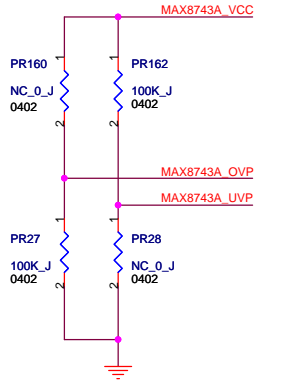 MAX8743A_VCC
1
1
PR160
PR162
NC_0_J
100K_J
0402
0402
2
2
MAX8743A_OVP
MAX8743A_UVP
1
1
PR27
PR28
100K_J
NC_0_J
0402
0402
2
2